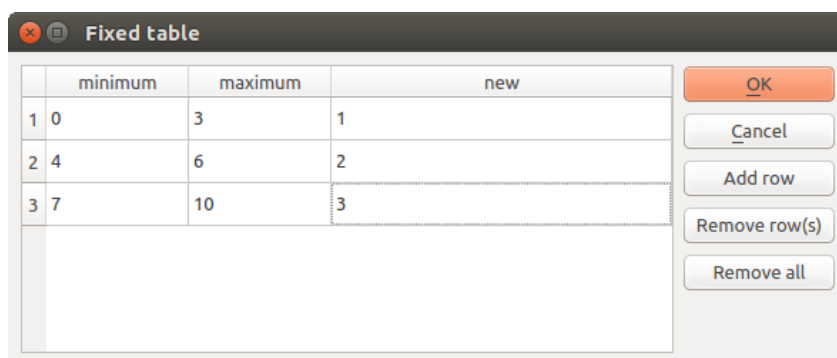 Fixed table
minimum maximum new
1 0 3 1
2 4 6 2
3 7 10 3
OK
Cancel
Add row
Remove row(s)
Remove all